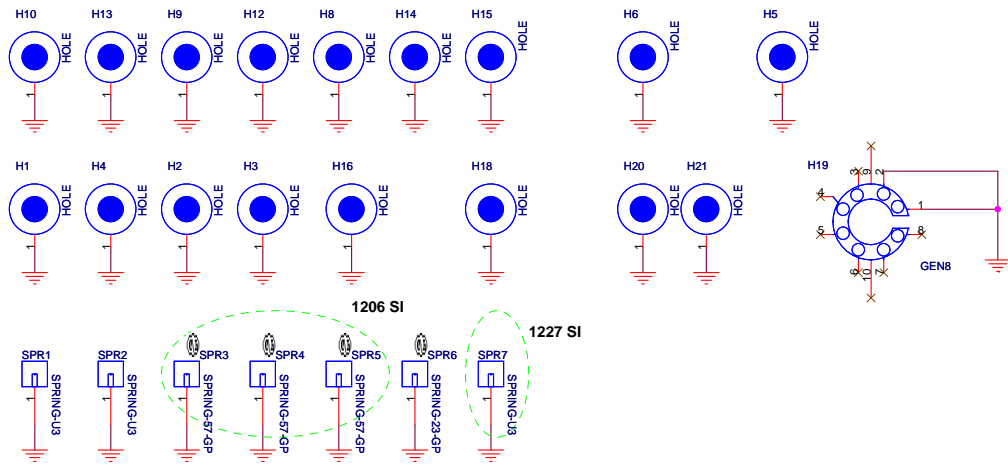 H10
H13
H9
H12
H8
H14
H15
H6
H5
HOLE
HOLE
HOLE
HOLE
HOLE
HOLE
HOLE
HOLE
HOLE
1
1
1
1
1
1
1
1
1
H1
H4
H2
H3
H16
H18
H20
H21
H19
HOLE
HOLE
HOLE
HOLE
HOLE
HOLE
HOLE
HOLE
1
1
1
1
1
1
1
1
3
9
2
4
1
5
8
6
10
7
GEN8
1206 SI
1227 SI
SPR1
SPR2
SPR3
SPR4
SPR5
SPR6
SPR7
1
1
1
1
1
1
1
SPRING-U3
SPRING-U3
SPRING-57-GP
SPRING-57-GP
SPRING-57-GP
SPRING-23-GP
SPRING-U3